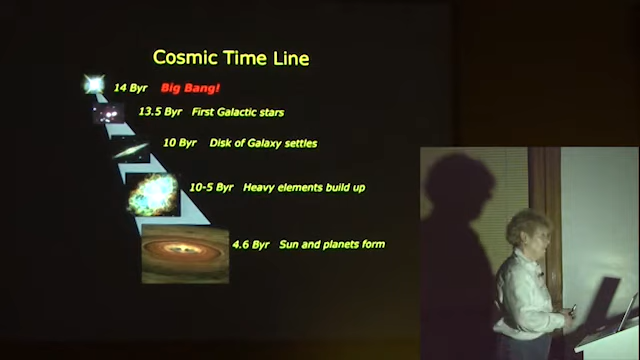 Cosmic Time Line
14 Byr Big Bang!
13.5 Byr First Galactic stars
10 Byr Disk of Galaxy settles
10-5 Byr Heavy elements build up
4.6 Byr Sun and planets form